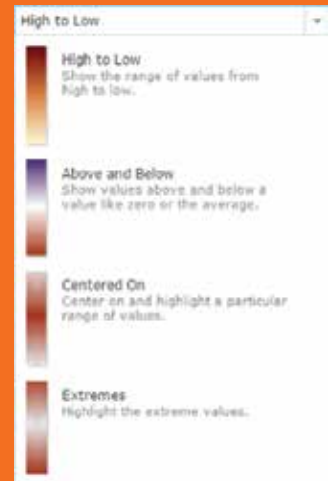 High to Low
High to Low
Show the range of values from
high to low.
Above and Below
Show values above and below a
value like zero or the average.
Centered On
Center on and highlight a particular
range of values.
Extremes
Highlight the extreme values.